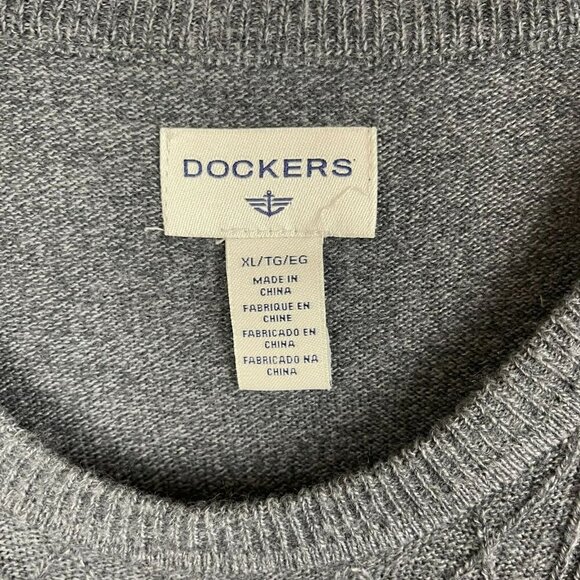 DOCKERS
XL/TG/EG
MADE IN
CHINA
FABRIQUE EN
CHINE
FABRICADO EN
CHINA
FABRICADO NA
CHINA